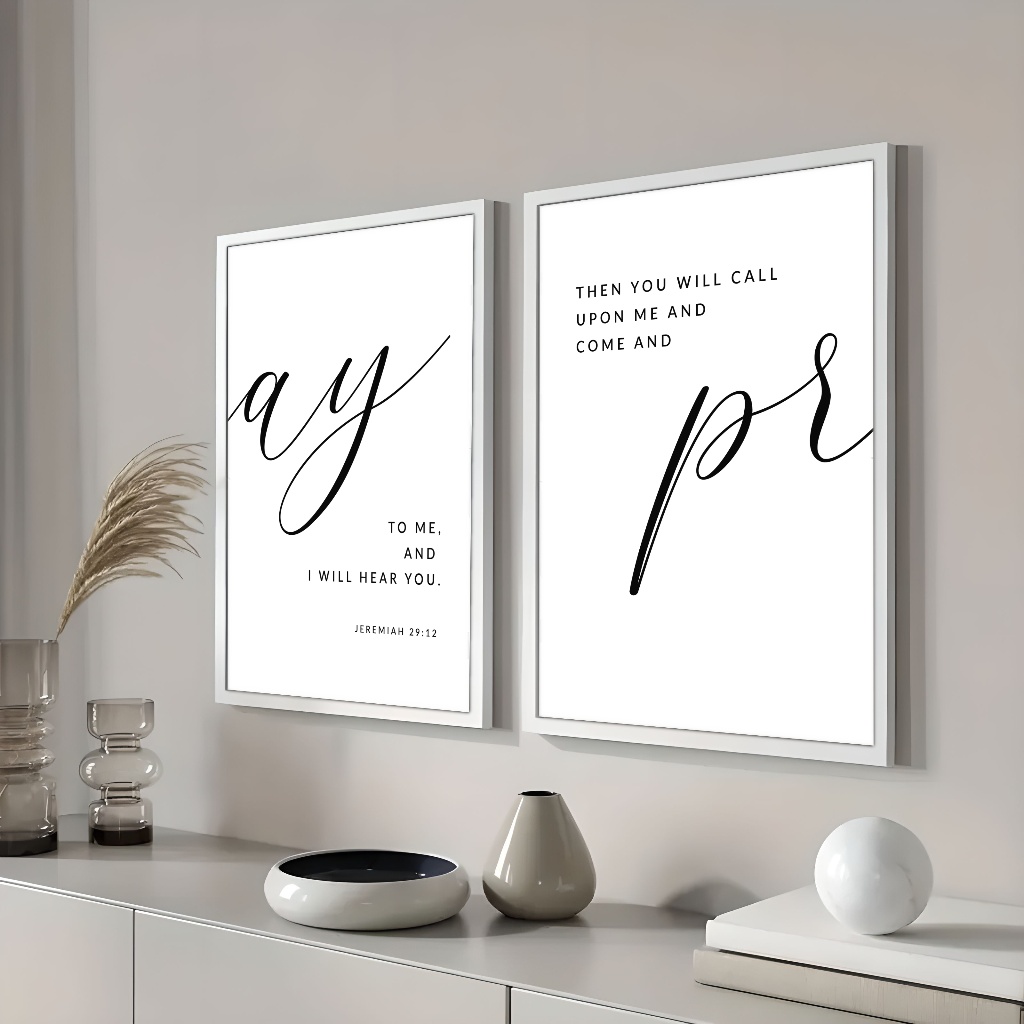 ay
TO ME,
AND
I WILL HEAR YOU.
JEREMIAH 29:12
THEN YOU WILL CALL
UPON ME AND
COME AND
pr